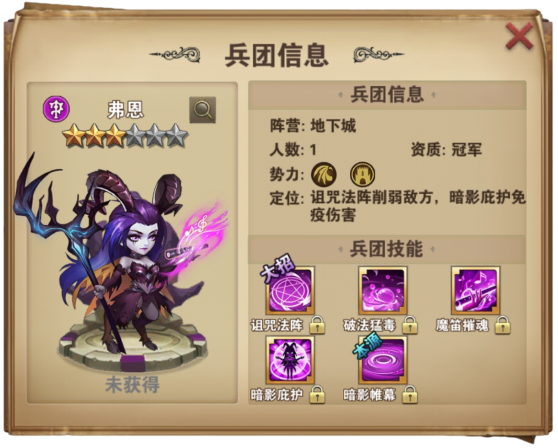 兵团信息
弗恩
未获得
兵团信息
阵营: 地下城
人数: 1 资质: 冠军
势力:
定位: 诅咒法阵削弱敌方，暗影庇护免
疫伤害
兵团技能
大招
诅咒法阵 破法猛毒 魔笛摧魂
本源
暗影庇护 暗影帷幕